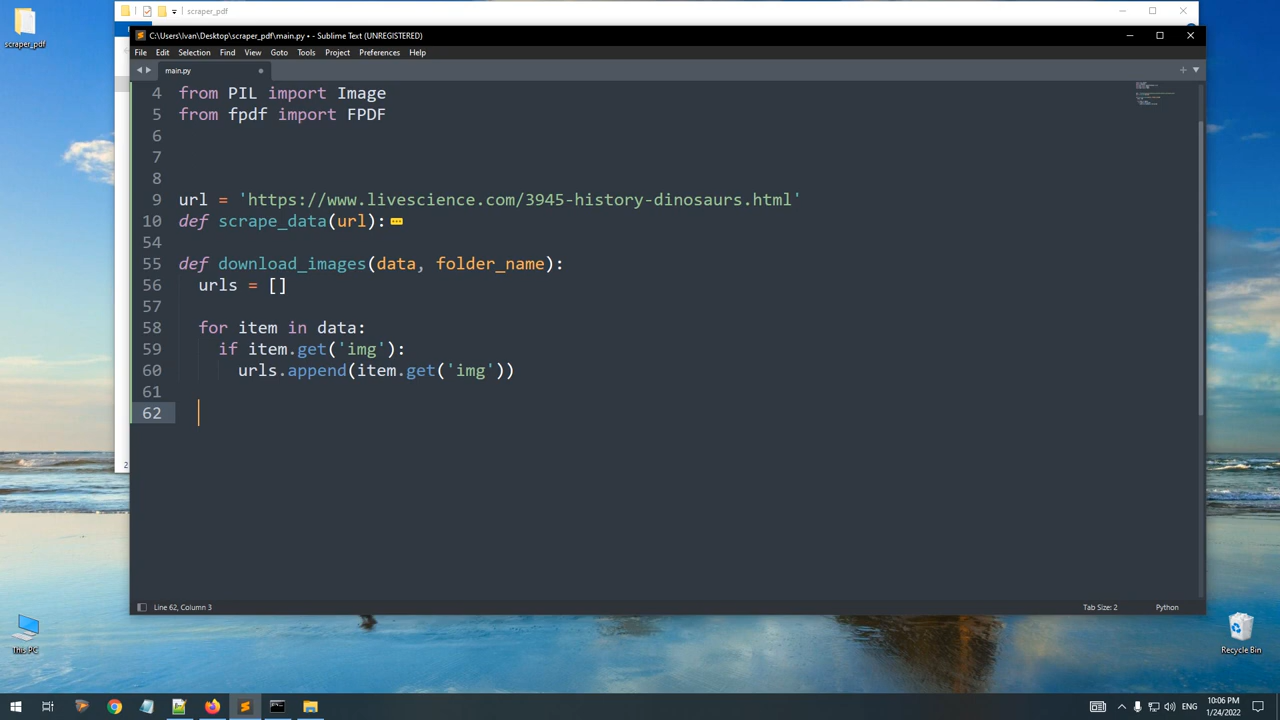 scraper_pdf
scraper_pdf
C:\Users\Ivan\Desktop\scraper_pdf\main.py • - Sublime Text (UNREGISTERED)
File Edit Selection Find View Goto Tools Project Preferences Help
main.py
4 from PIL import Image
5 from fpdf import FPDF
6
7
8
9 url = 'https://www.livescience.com/3945-history-dinosaurs.html'
10 def scrape_data(url):
54
55 def download_images(data, folder_name):
56 urls = []
57
58 for item in data:
59 if item.get('img'):
60 urls.append(item.get('img'))
61
62
2
Line 62, Column 3
Tab Size: 2
Python
This PC
Recycle Bin
ENG
10:06 PM
1/24/2022